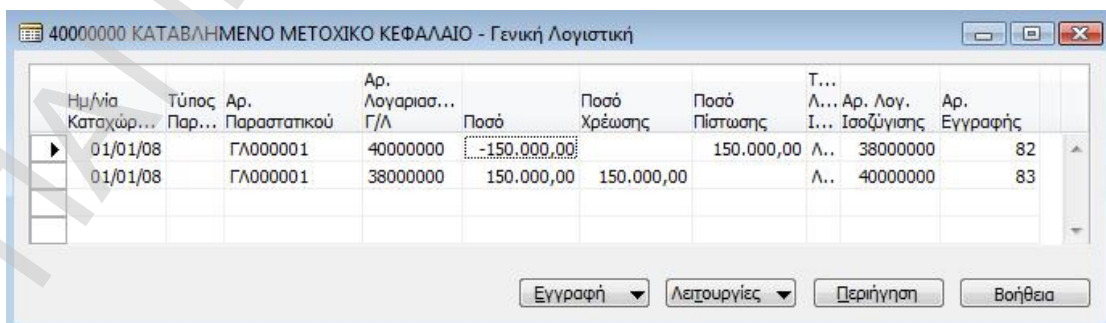 40000000 ΚΑΤΑΒΛΗΜΕΝΟ ΜΕΤΟΧΙΚΟ ΚΕΦΑΛΑΙΟ - Γενική Λογιστική
Ημ/νία Καταχώρ... Τύπος Παρ... Αρ. Παραστατικού Αρ. Λογαριασ... Γ/Λ Ποσό Ποσό Χρέωσης Ποσό Πίστωσης Τ... Λ... Ι... Αρ. Λογ. Ισοζύγισης Αρ. Εγγραφής
01/01/08 ΓΛ000001 40000000 -150.000,00 150.000,00 Λ.. 38000000 82
01/01/08 ΓΛ000001 38000000 150.000,00 150.000,00 Λ.. 40000000 83
Εγγραφή Λειτουργίες Περιήγηση Βοήθεια